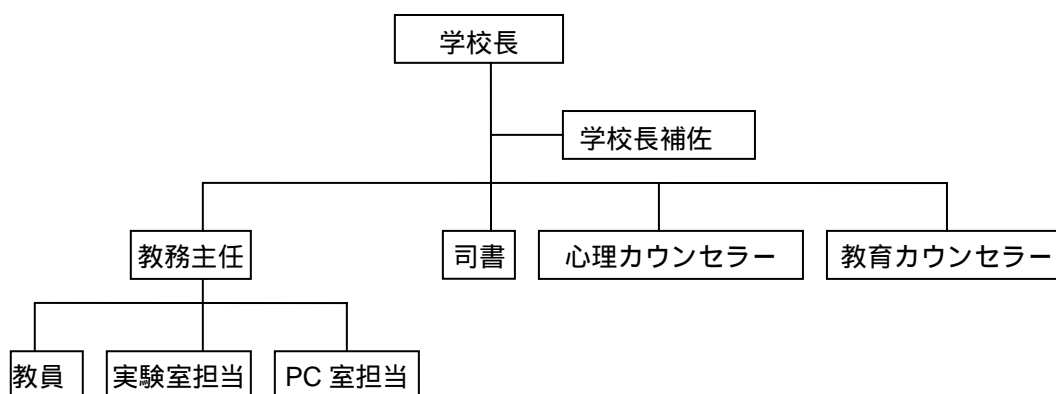 学校長
学校長補佐
教務主任
司書
心理カウンセラー
教育カウンセラー
教員
実験室担当
PC 室担当